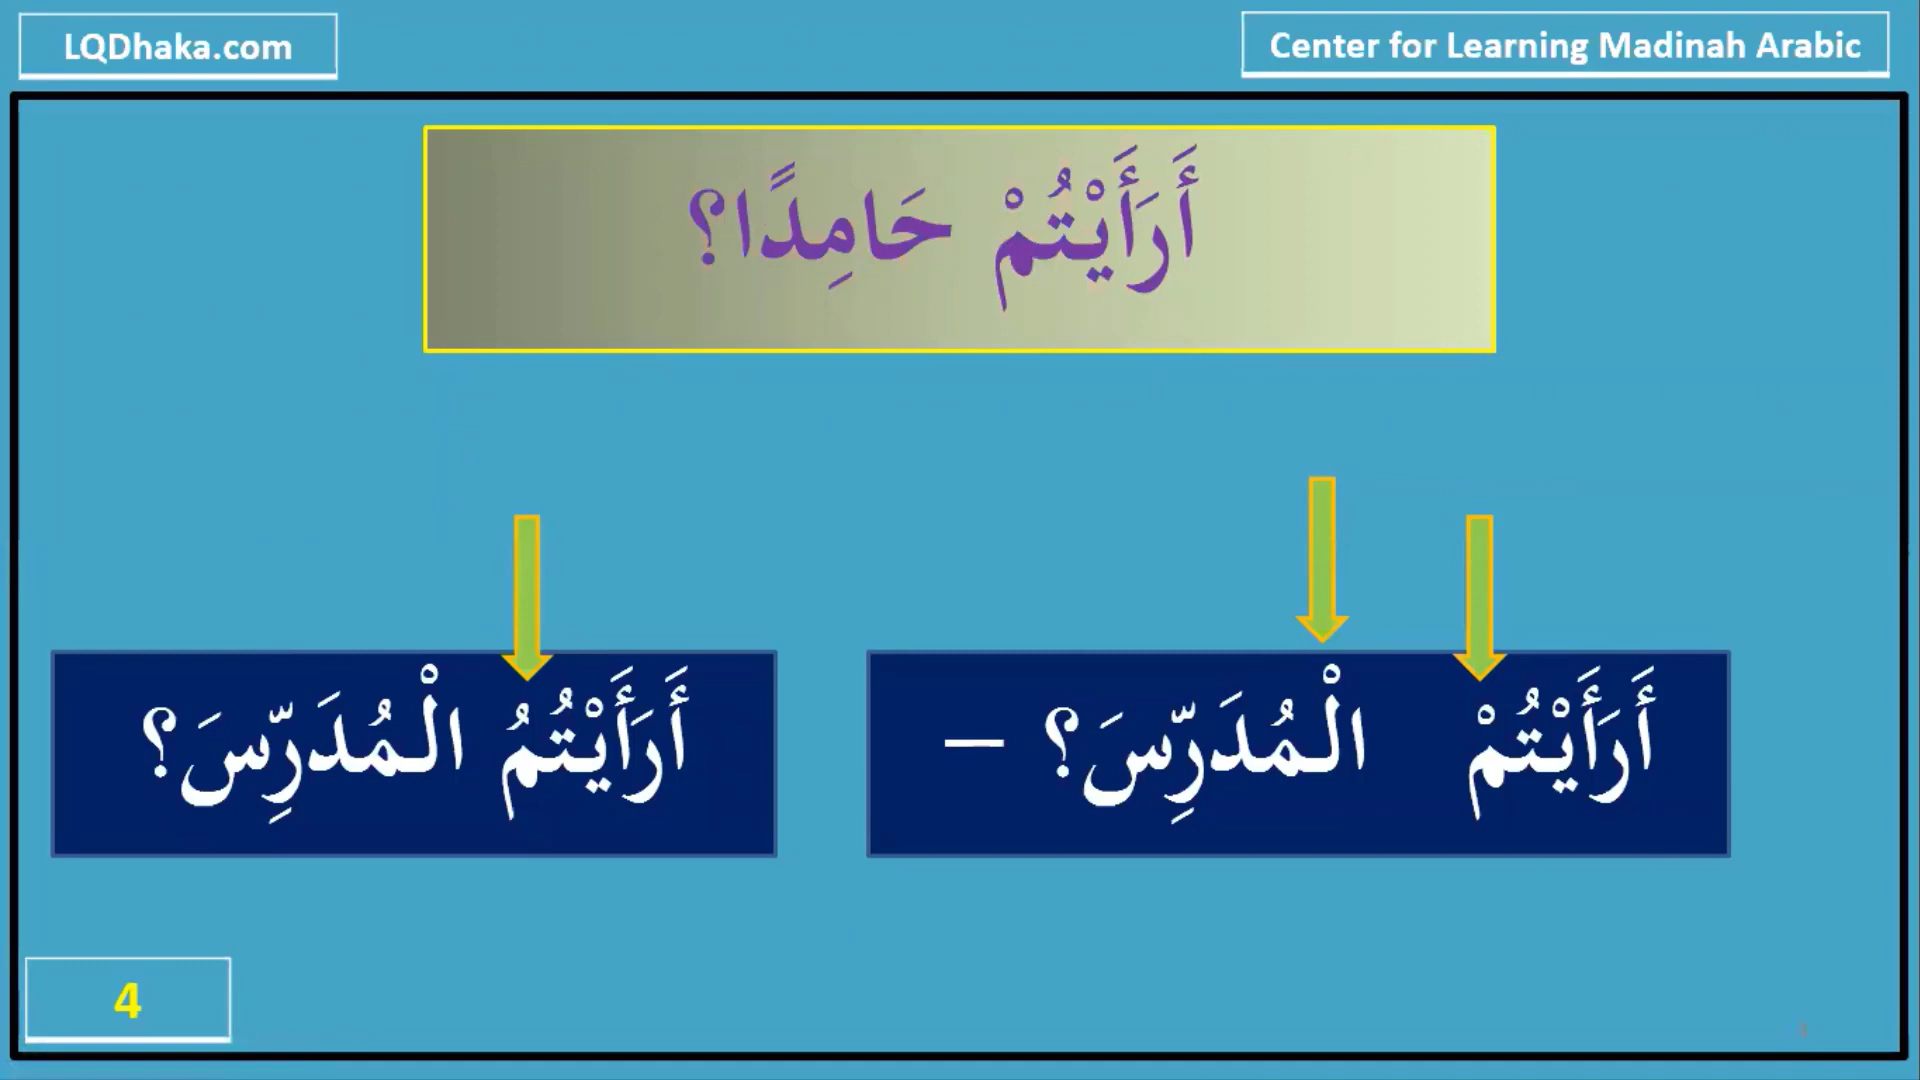 LQDhaka.com
Center for Learning Madinah Arabic
أَرَأَيْتُمْ حَامِدًا؟
أَرَأَيْتُمْ الْمُدَرِّسَ؟ –
أَرَأَيْتُمُ الْمُدَرِّسَ؟
4